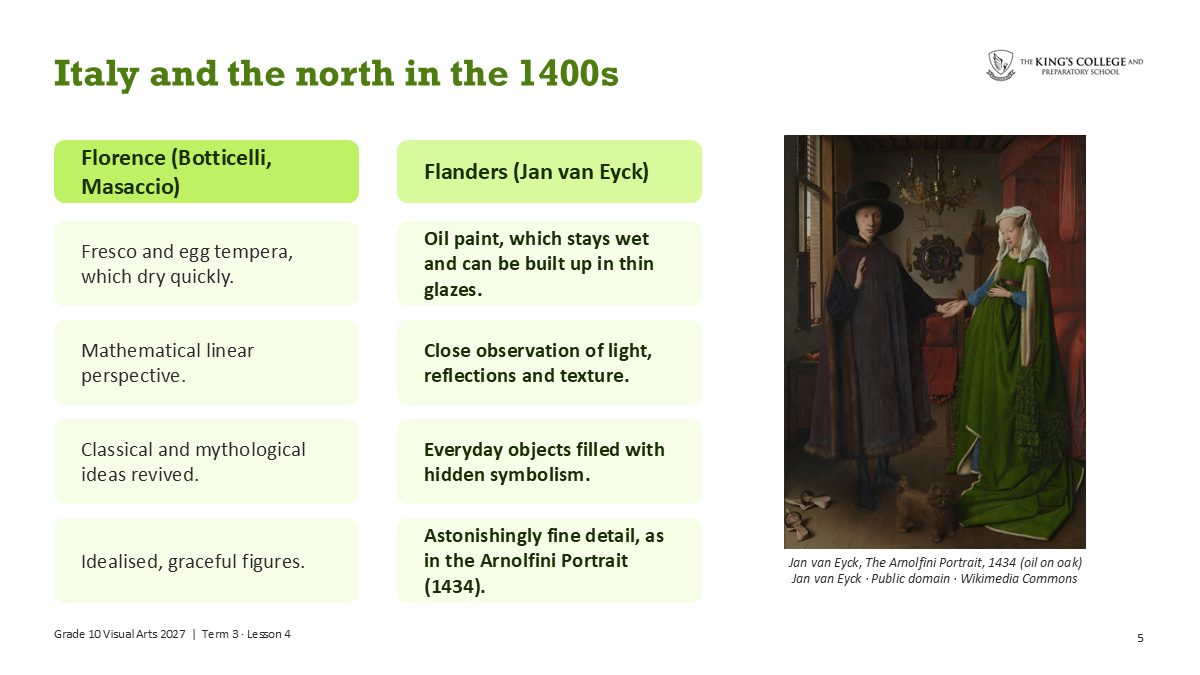 Italy and the north in the 1400s
THE KING'S COLLEGE AND
PREPARATORY SCHOOL
Florence (Botticelli,
Masaccio)
Flanders (Jan van Eyck)
Fresco and egg tempera,
which dry quickly.
Oil paint, which stays wet
and can be built up in thin
glazes.
Mathematical linear
perspective.
Close observation of light,
reflections and texture.
Classical and mythological
ideas revived.
Everyday objects filled with
hidden symbolism.
Idealised, graceful figures.
Astonishingly fine detail, as
in the Arnolfini Portrait
(1434).
Jan van Eyck, The Arnolfini Portrait, 1434 (oil on oak)
Jan van Eyck · Public domain · Wikimedia Commons
Grade 10 Visual Arts 2027 | Term 3 · Lesson 4
5